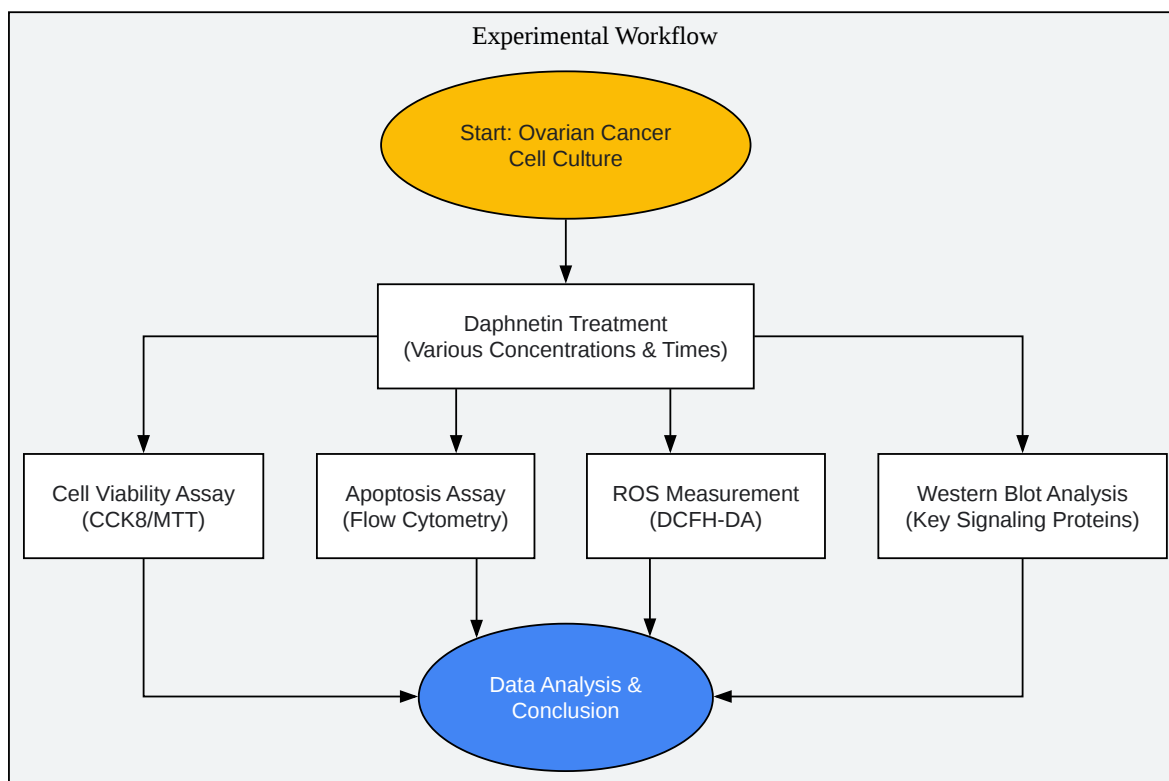 Experimental Workflow
Start: Ovarian Cancer
Cell Culture
Daphnetin Treatment
(Various Concentrations & Times)
Cell Viability Assay
(CCK8/MTT)
Apoptosis Assay
(Flow Cytometry)
ROS Measurement
(DCFH-DA)
Western Blot Analysis
(Key Signaling Proteins)
Data Analysis &
Conclusion